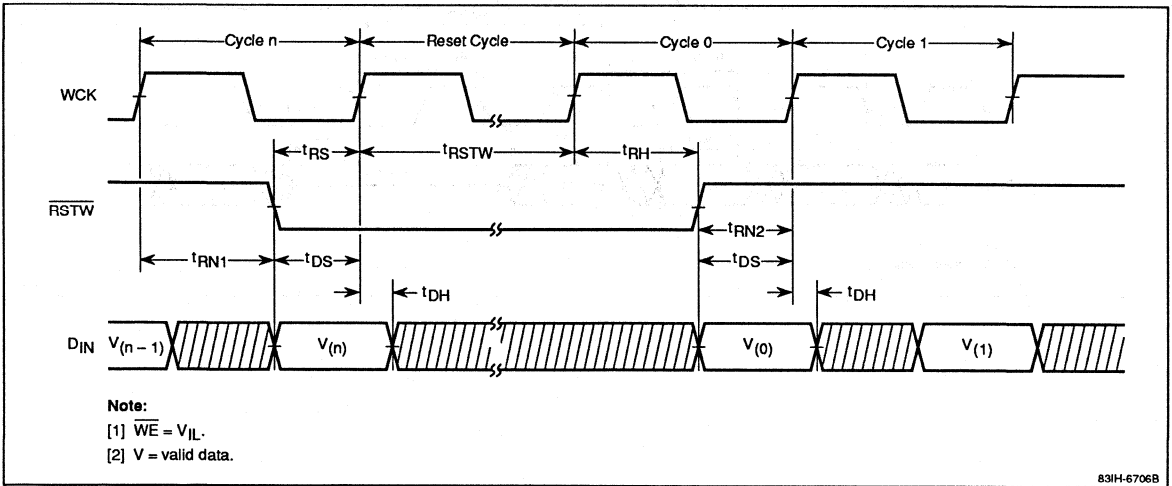 Cycle n Reset Cycle Cycle 0 Cycle 1
WCK
tRS tRSTW tRH
RSTW
tRN2
tRN1 tDS tDS
tDH tDH
DIN V(n – 1) V(n) V(0) V(1)
Note:
[1] WE = VIL.
[2] V = valid data.
83IH-6706B